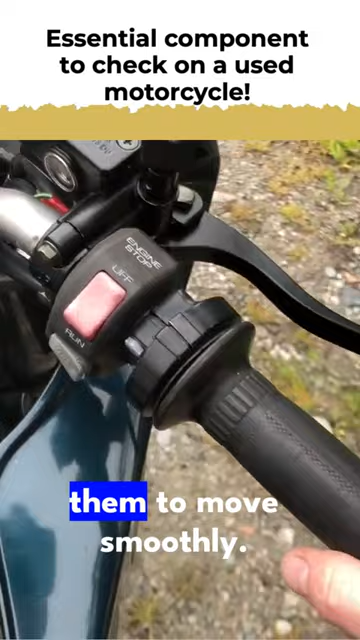 Essential component
to check on a used
motorcycle!
ENGINE
STOP
OFF
RUN
them to move
smoothly.